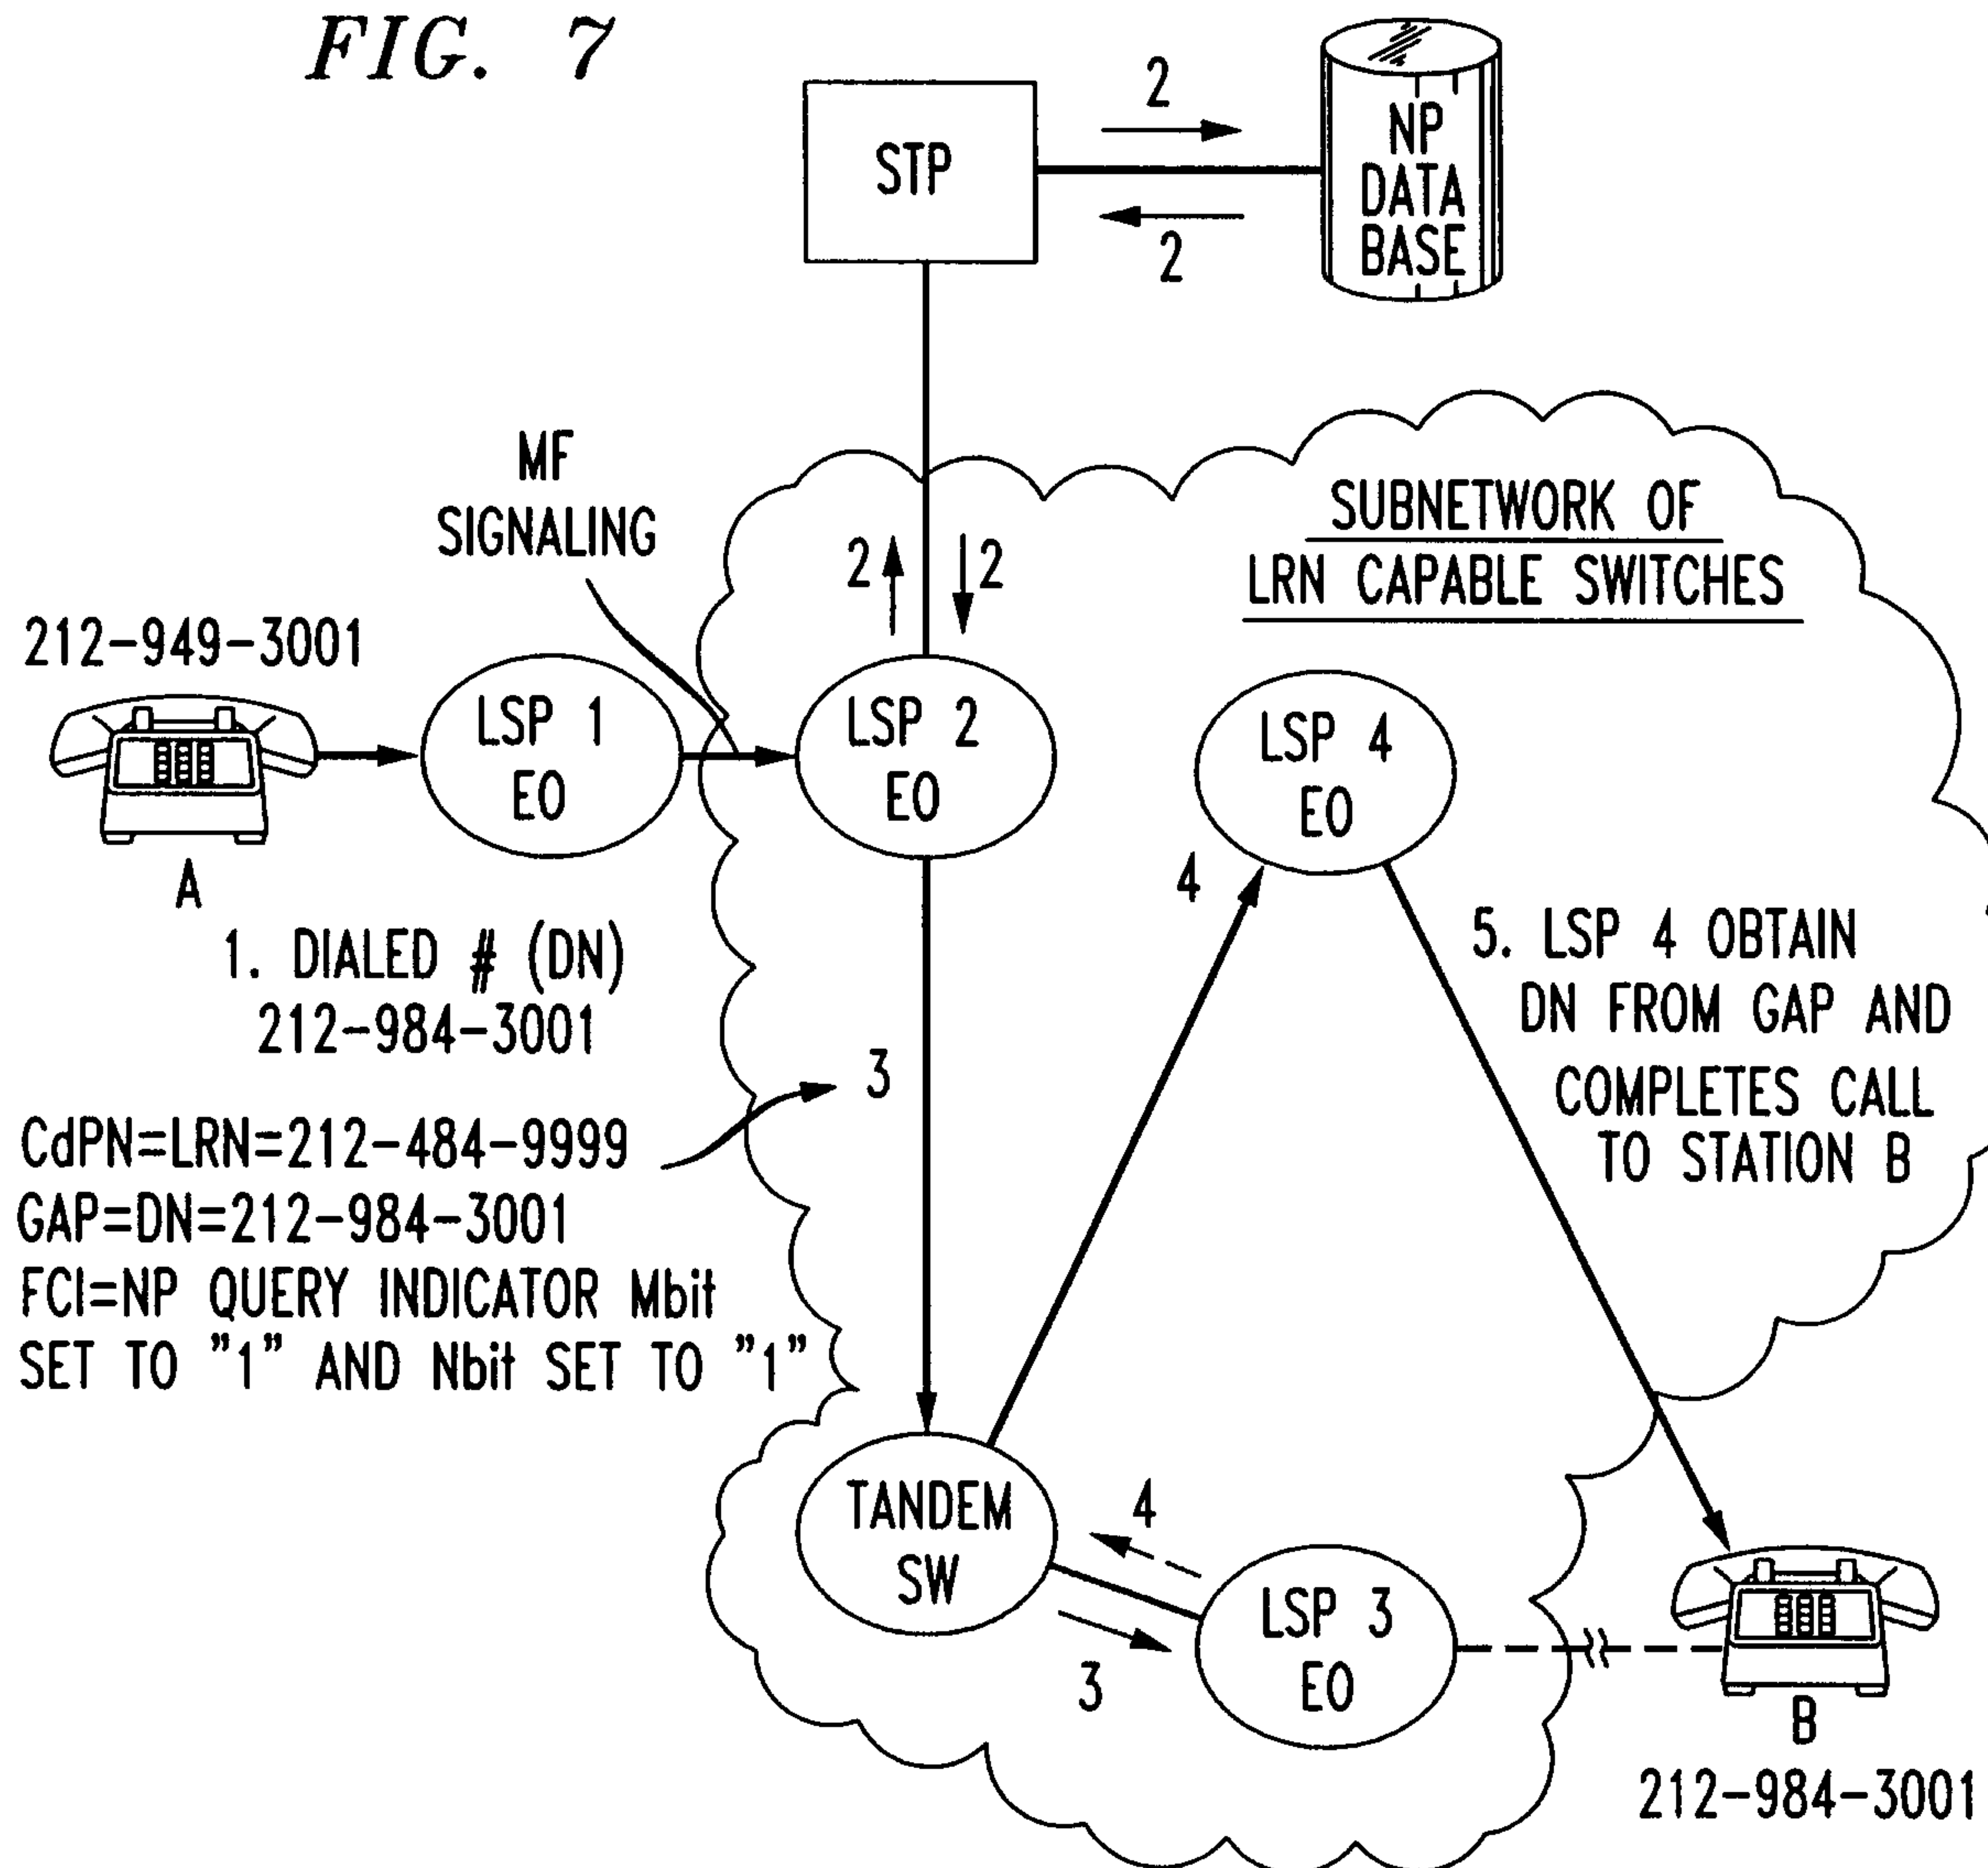 FIG. 7
STP
2
2
NP
DATA
BASE
MF
SIGNALING
SUBNETWORK OF
LRN CAPABLE SWITCHES
2
2
212-949-3001
LSP 1
EO
LSP 2
EO
LSP 4
EO
A
4
1. DIALED # (DN)
212-984-3001
5. LSP 4 OBTAIN
DN FROM GAP AND
COMPLETES CALL
TO STATION B
3
CdPN=LRN=212-484-9999
GAP=DN=212-984-3001
FCI=NP QUERY INDICATOR Mbit
SET TO "1" AND Nbit SET TO "1"
TANDEM
SW
4
3
LSP 3
EO
B
212-984-3001